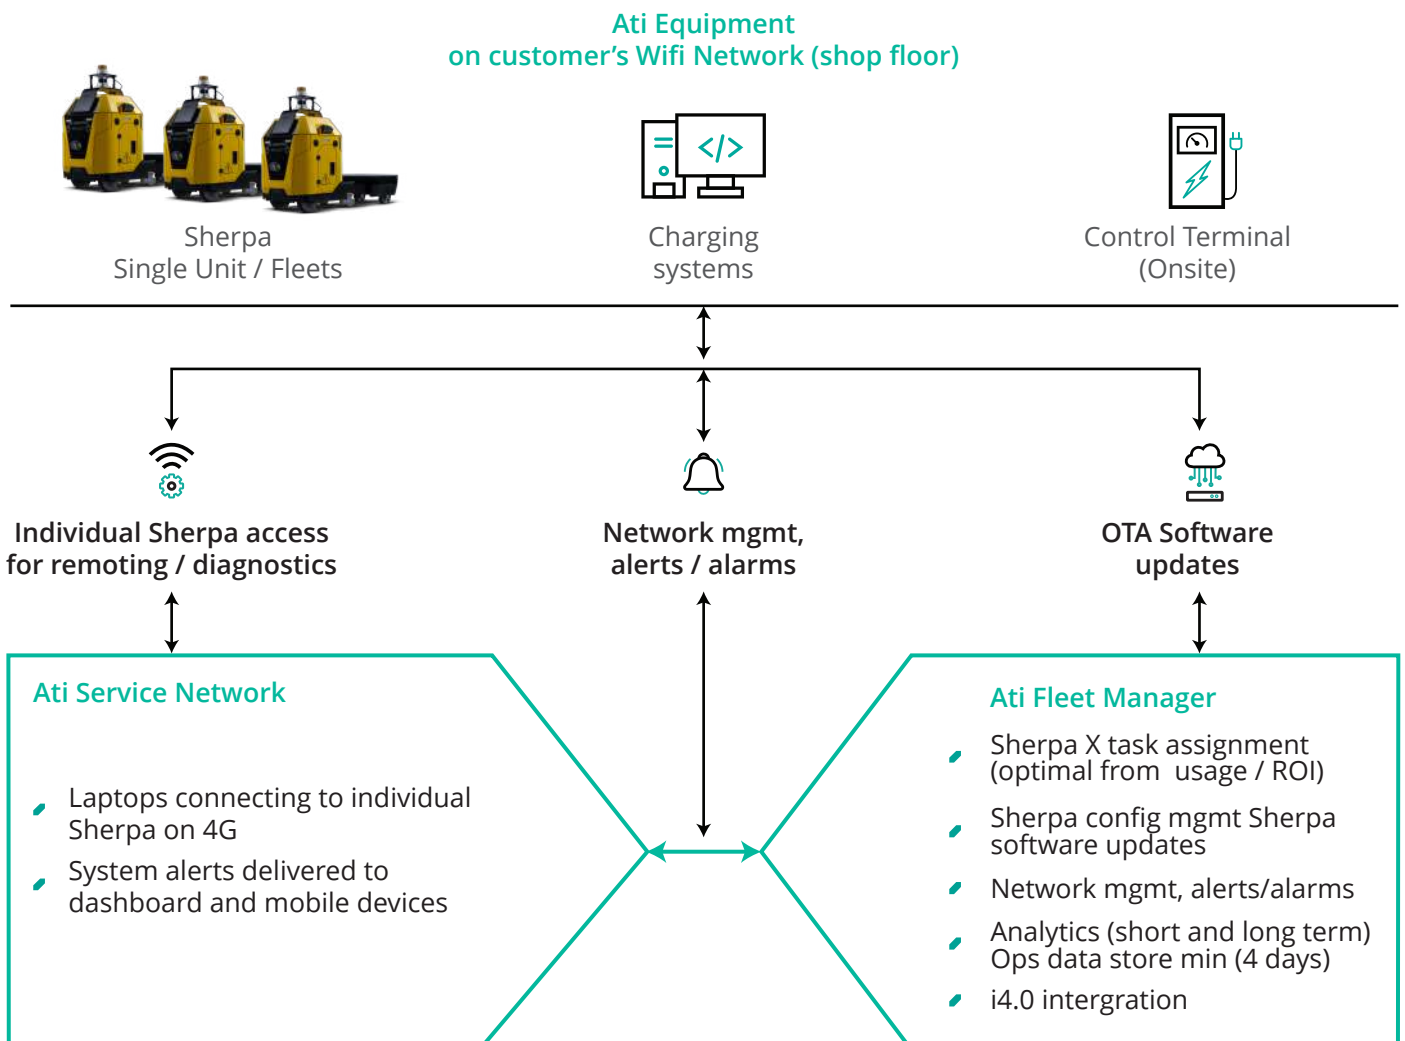 Ati Equipment
on customer's Wifi Network (shop floor)
Sherpa
Single Unit / Fleets
Charging
systems
Control Terminal
(Onsite)
Individual Sherpa access
for remoting / diagnostics
Network mgmt,
alerts / alarms
OTA Software
updates
Ati Service Network
Laptops connecting to individual
Sherpa on 4G
System alerts delivered to
dashboard and mobile devices
Ati Fleet Manager
Sherpa X task assignment
(optimal from usage / ROI)
Sherpa config mgmt Sherpa
software updates
Network mgmt, alerts/alarms
Analytics (short and long term)
Ops data store min (4 days)
i4.0 intergration